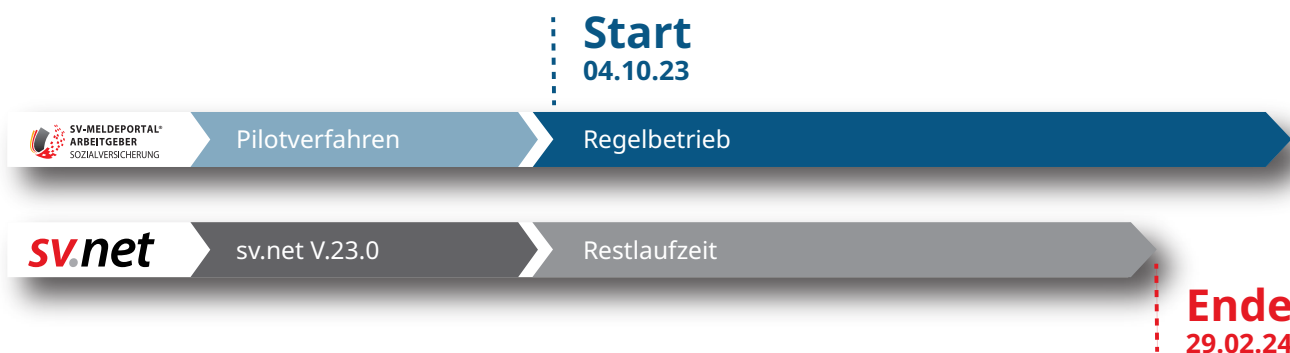 Start
04.10.23
SV-MELDEPORTAL®
ARBEITGEBER
SOZIALVERSICHERUNG
Pilotverfahren
Regelbetrieb
sv.net
sv.net V.23.0
Restlaufzeit
Ende
29.02.24